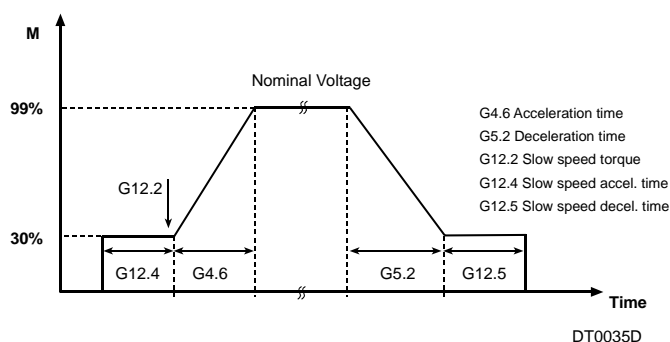 M
Nominal Voltage
99%
G4.6 Acceleration time
G5.2 Deceleration time
G12.2 Slow speed torque
G12.4 Slow speed accel. time
G12.5 Slow speed decel. time
G12.2
30%
G12.4
G4.6
G5.2
G12.5
Time
DT0035D